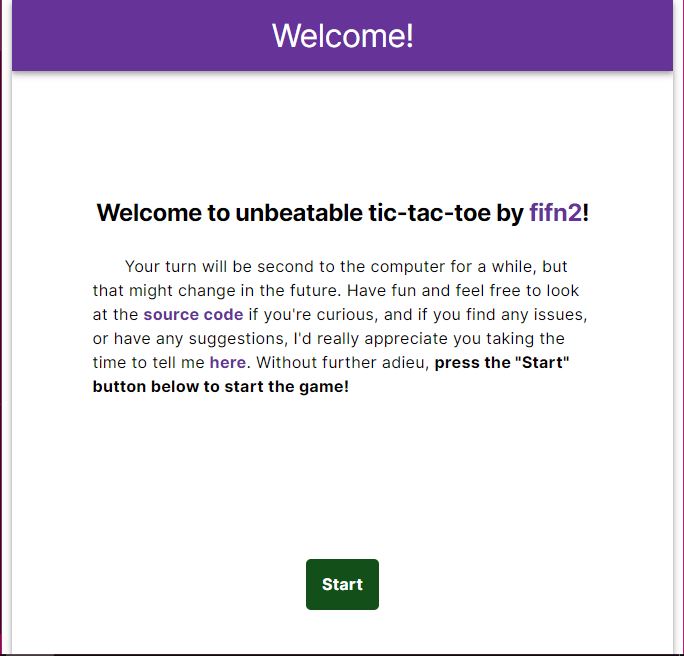 Welcome!
Welcome to unbeatable tic-tac-toe by fifn2!
Your turn will be second to the computer for a while, but
that might change in the future. Have fun and feel free to look
at the source code if you're curious, and if you find any issues,
or have any suggestions, I'd really appreciate you taking the
time to tell me here. Without further adieu, press the "Start"
button below to start the game!
Start